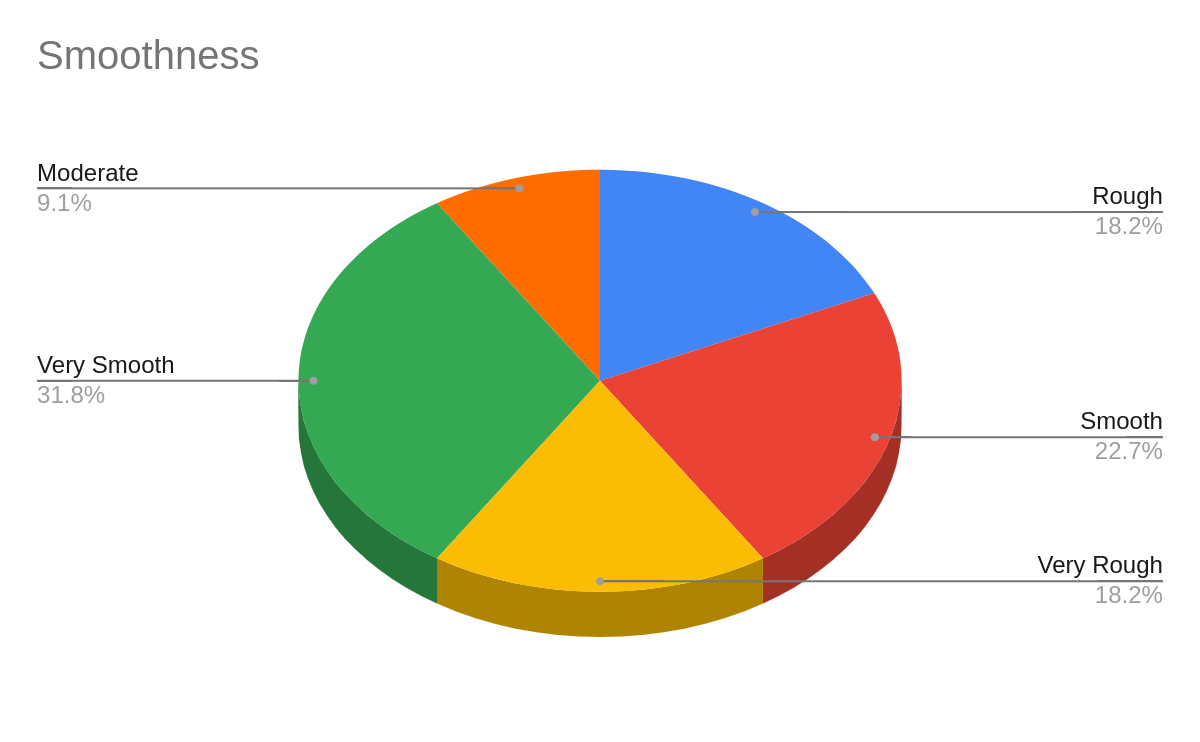 Smoothness
Moderate
9.1%
Rough
18.2%
Very Smooth
31.8%
Smooth
22.7%
Very Rough
18.2%